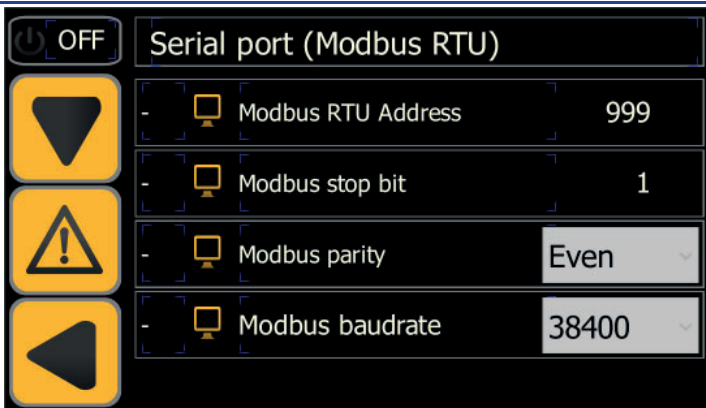 OFF
Serial port (Modbus RTU)
- Modbus RTU Address 999
- Modbus stop bit 1
- Modbus parity Even
- Modbus baudrate 38400